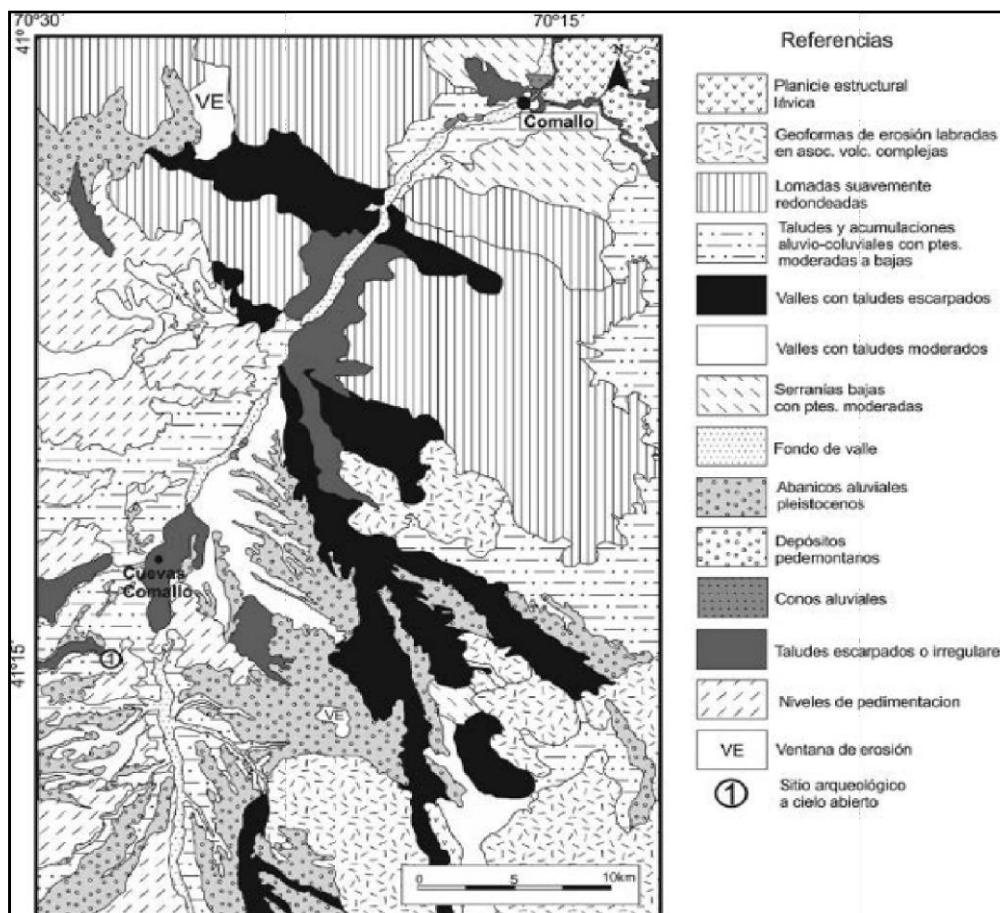 70°30´
70°15´
41°
N
VE
Comallo
Cuevas
Comallo
41°15´
1
VE
0
5
10km
Referencias
Planicie estructural
lávica
Geoformas de erosión labradas
en asoc. volc. complejas
Lomadas suavemente
redondeadas
Taludes y acumulaciones
aluvio-coluviales con ptes.
moderadas a bajas
Valles con taludes escarpados
Valles con taludes moderados
Serranías bajas
con ptes. moderadas
Fondo de valle
Abanicos aluviales
pleistocenos
Depósitos
pedemontanos
Conos aluviales
Taludes escarpados o irregulare
Niveles de pedimentacion
VE
Ventana de erosión
1
Sitio arqueológico
a cielo abierto